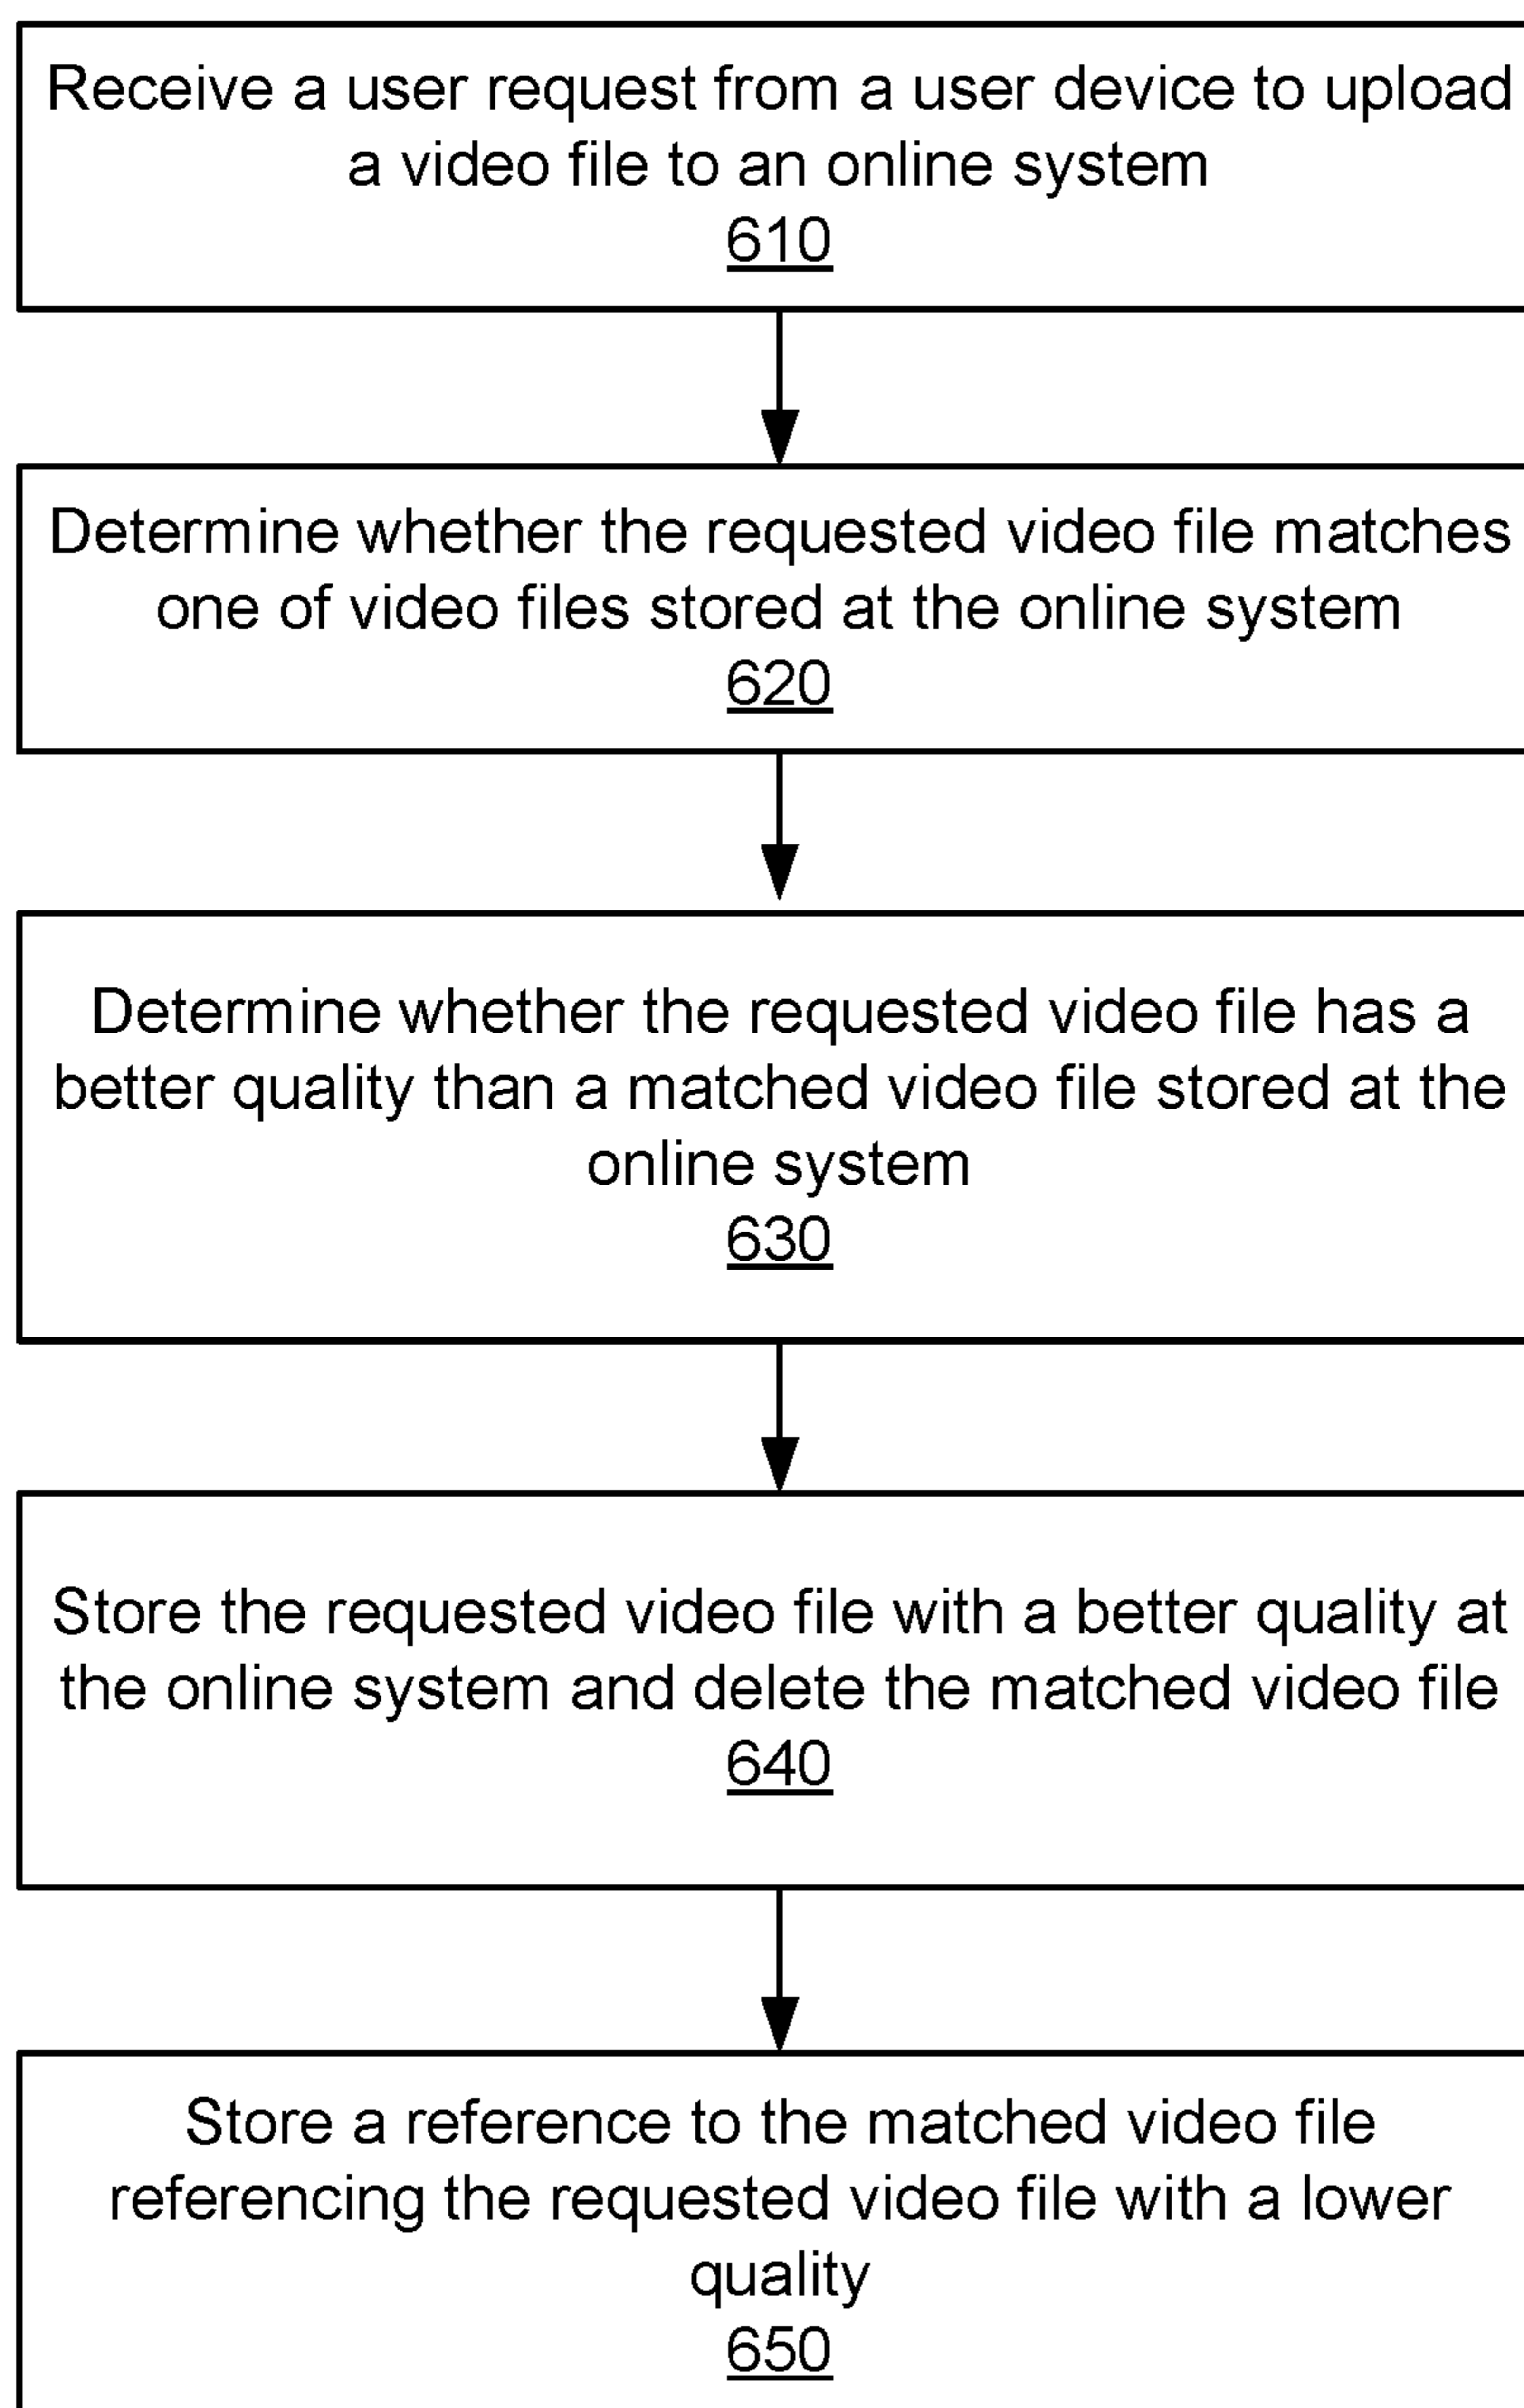 Receive a user request from a user device to upload
a video file to an online system
610
Determine whether the requested video file matches
one of video files stored at the online system
620
Determine whether the requested video file has a
better quality than a matched video file stored at the
online system
630
Store the requested video file with a better quality at
the online system and delete the matched video file
640
Store a reference to the matched video file
referencing the requested video file with a lower
quality
650